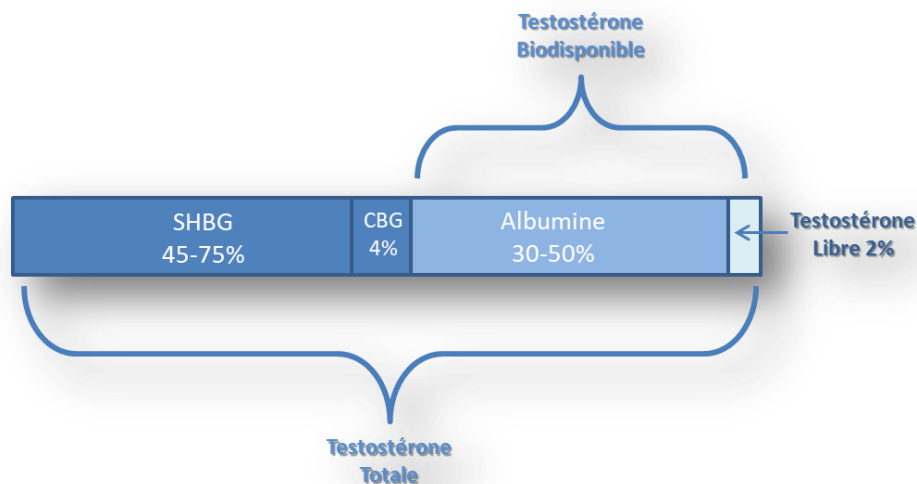 Testostérone
Biodisponible
SHBG
45-75%
CBG
4%
Albumine
30-50%
Testostérone
Libre 2%
Testostérone
Totale